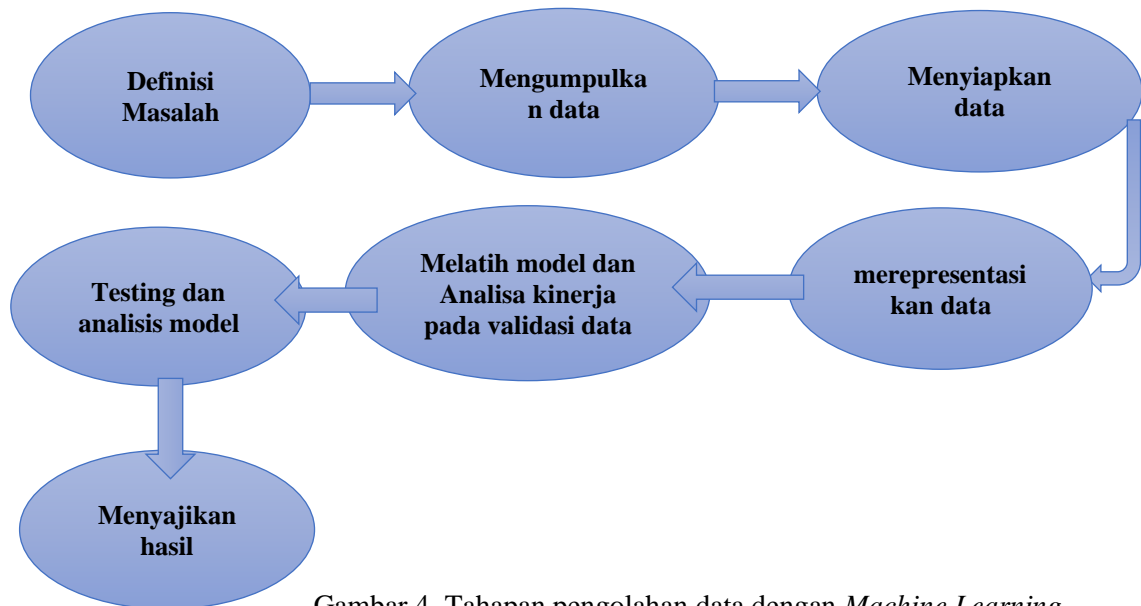 Definisi
Masalah
Mengumpulka
n data
Menyiapkan
data
merepresentasi
kan data
Melatih model dan
Analisa kinerja
pada validasi data
Testing dan
analisis model
Menyajikan
hasil
Gambar 4. Tahapan pengolahan data dengan Machine Learning